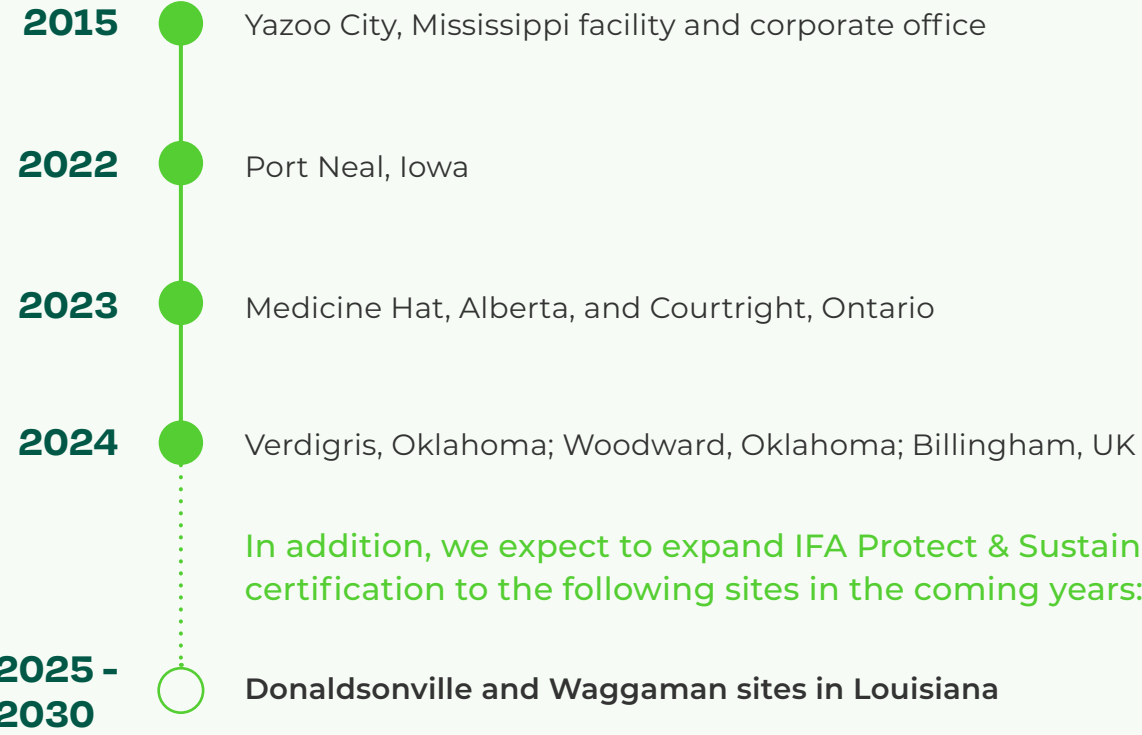 2015
Yazoo City, Mississippi facility and corporate office
2022
Port Neal, Iowa
2023
Medicine Hat, Alberta, and Courtright, Ontario
2024
Verdigris, Oklahoma; Woodward, Oklahoma; Billingham, UK
In addition, we expect to expand IFA Protect & Sustain
certification to the following sites in the coming years:
2025 -
2030
Donaldsonville and Waggaman sites in Louisiana